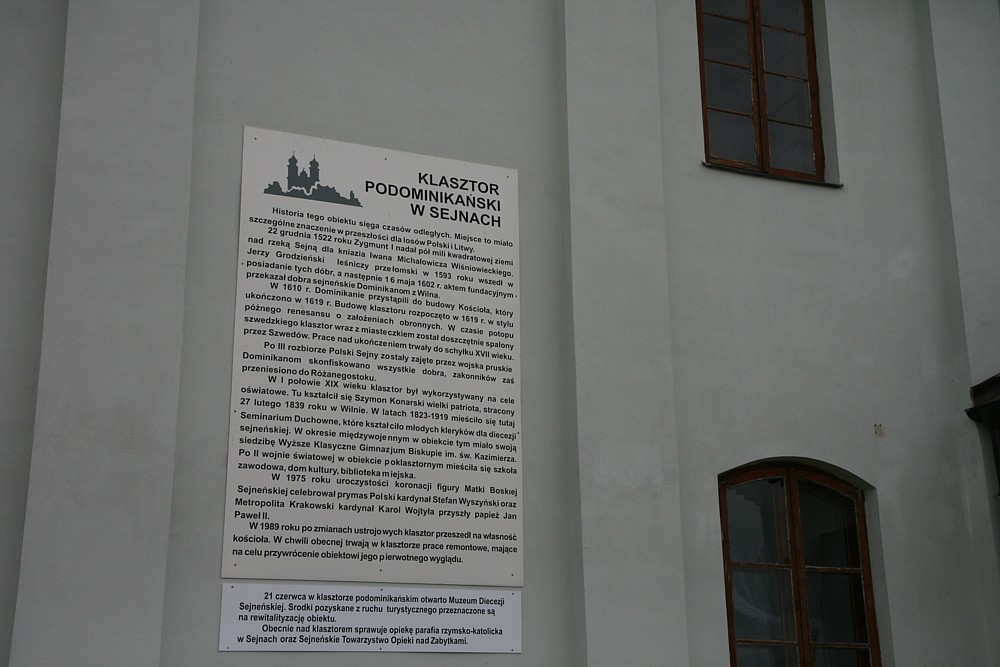 KLASZTOR
PODOMINIKAŃSKI
W SEJNACH
Historia tego obiektu sięga czasów odległych. Miejsce to miało
szczególne znaczenie w przeszłości dla losów Polski i Litwy.
22 grudnia 1522 roku Zygmunt I nadał pół mili kwadratowej ziemi
nad rzeką Sejną dla kniazia Iwana Michałowicza Wiśniowieckiego.
Jerzy Grodzieński leśniczy przełomski w 1593 roku wszedł w
posiadanie tych dóbr, a następnie 16 maja 1602 r. aktem fundacyjnym
przekazał dobra sejneńskie Dominikanom z Wilna.
W 1610 r. Dominikanie przystąpili do budowy Kościoła, który
ukończono w 1619 r. Budowę klasztoru rozpoczęto w 1619 r. w stylu
późnego renesansu o założeniach obronnych. W czasie potopu
szwedzkiego klasztor wraz z miasteczkiem został doszczętnie spalony
przez Szwedów. Prace nad ukończeniem trwały do schyłku XVII wieku.
Po III rozbiorze Polski Sejny zostały zajęte przez wojska pruskie
Dominikanom skonfiskowano wszystkie dobra, zakonników zaś
przeniesiono do Różanegostoku.
W I połowie XIX wieku klasztor był wykorzystywany na cele
oświatowe. Tu kształcił się Szymon Konarski wielki patriota, stracony
27 lutego 1839 roku w Wilnie. W latach 1823-1919 mieściło się tutaj
Seminarium Duchowne, które kształciło młodych kleryków dla diecezji
sejneńskiej. W okresie międzywojennym w obiekcie tym miało swoją
siedzibę Wyższe Klasyczne Gimnazjum Biskupie im. św. Kazimierza.
Po II wojnie światowej w obiekcie poklasztornym mieściła się szkoła
zawodowa, dom kultury, biblioteka miejska.
W 1975 roku uroczystości koronacji figury Matki Boskiej
Sejneńskiej celebrował prymas Polski kardynał Stefan Wyszyński oraz
Metropolita Krakowski kardynał Karol Wojtyła przyszły papież Jan
Paweł II.
W 1989 roku po zmianach ustrojowych klasztor przeszedł na własność
kościoła. W chwili obecnej trwają w klasztorze prace remontowe, mające
na celu przywrócenie obiektowi jego pierwotnego wyglądu.
21 czerwca w klasztorze podominikańskim otwarto Muzeum Diecezji
Sejneńskiej. Srodki pozyskane z ruchu turystycznego przeznaczone są
na rewitalityzację obiektu.
Obecnie nad klasztorem sprawuje opiekę parafia rzymsko-katolicka
w Sejnach oraz Sejneńskie Towarzystwo Opieki nad Zabytkami.